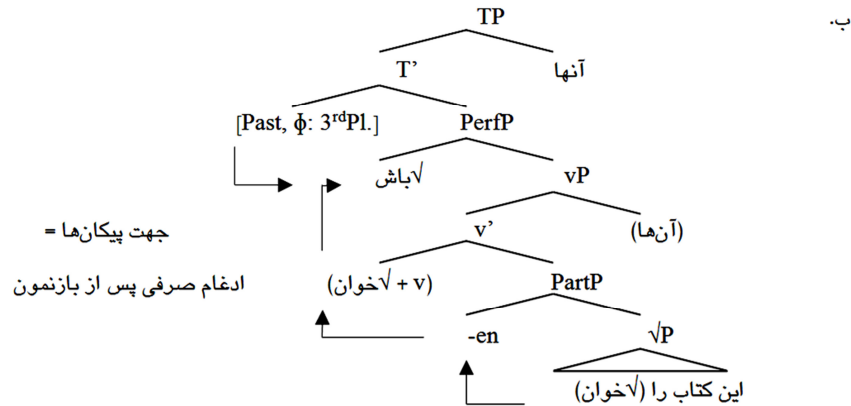 ب.
TP
آنها
T’
[Past, ϕ: 3rdPl.]
PerfP
√باش
vP
(آن‌ها)
v’
جهت پیکان‌ها =
ادغام صرفی پس از بازنمون
(√خوان + v)
PartP
-en
√P
این کتاب را (√خوان)